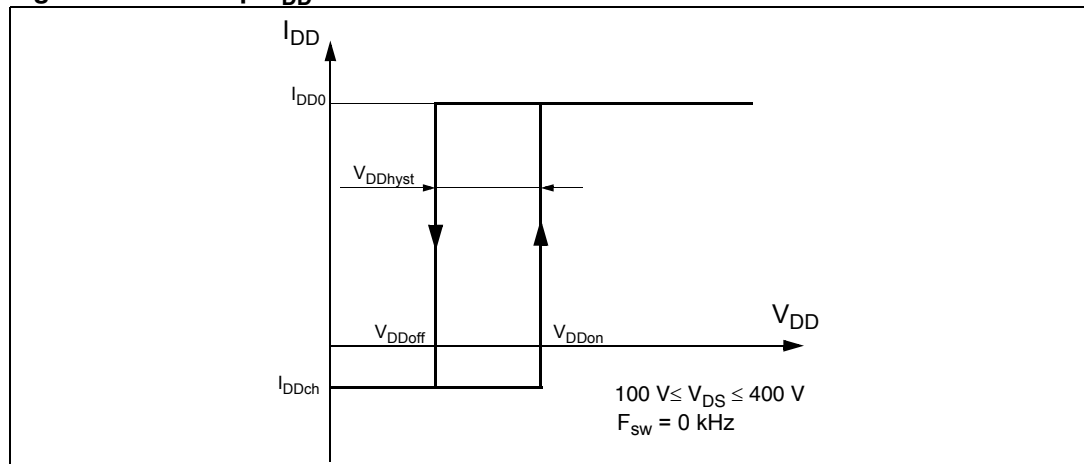 I_DD
I_DD0
V_DDhyst
V_DD
V_DDoff
V_DDon
I_DDch
100 V≤ V_DS ≤ 400 V
F_sw = 0 kHz